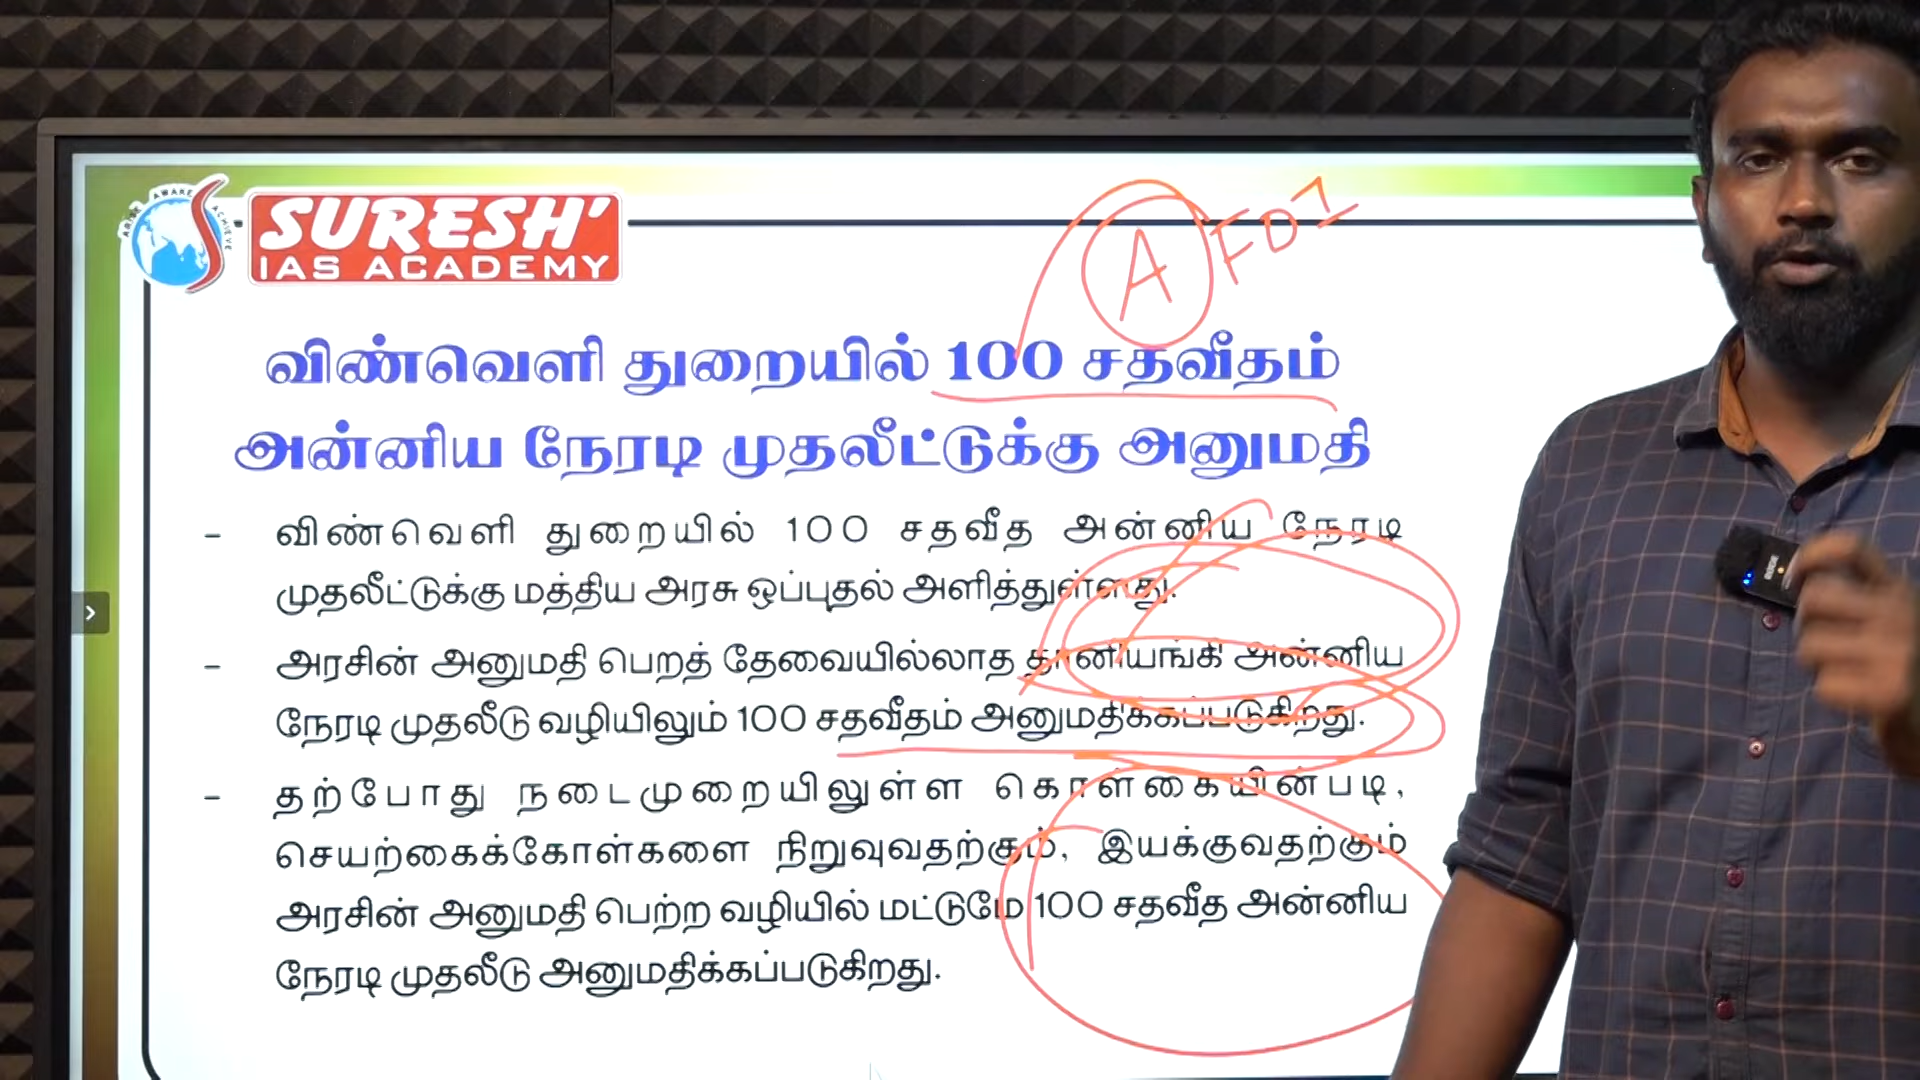 ARISE AWARE ACHIEVE
SURESH'
IAS ACADEMY
A FDI
விண்வெளி துறையில் 100 சதவீதம்
அன்னிய நேரடி முதலீட்டுக்கு அனுமதி
- விண்வெளி துறையில் 100 சதவீத அன்னிய நேரடி
முதலீட்டுக்கு மத்திய அரசு ஒப்புதல் அளித்துள்ளது.
- அரசின் அனுமதி பெறத் தேவையில்லாத தானியங்கி அன்னிய
நேரடி முதலீடு வழியிலும் 100 சதவீதம் அனுமதிக்கப்படுகிறது.
- தற்போது நடைமுறையிலுள்ள கொள்கையின்படி,
செயற்கைக்கோள்களை நிறுவுவதற்கும், இயக்குவதற்கும்
அரசின் அனுமதி பெற்ற வழியில் மட்டுமே 100 சதவீத அன்னிய
நேரடி முதலீடு அனுமதிக்கப்படுகிறது.